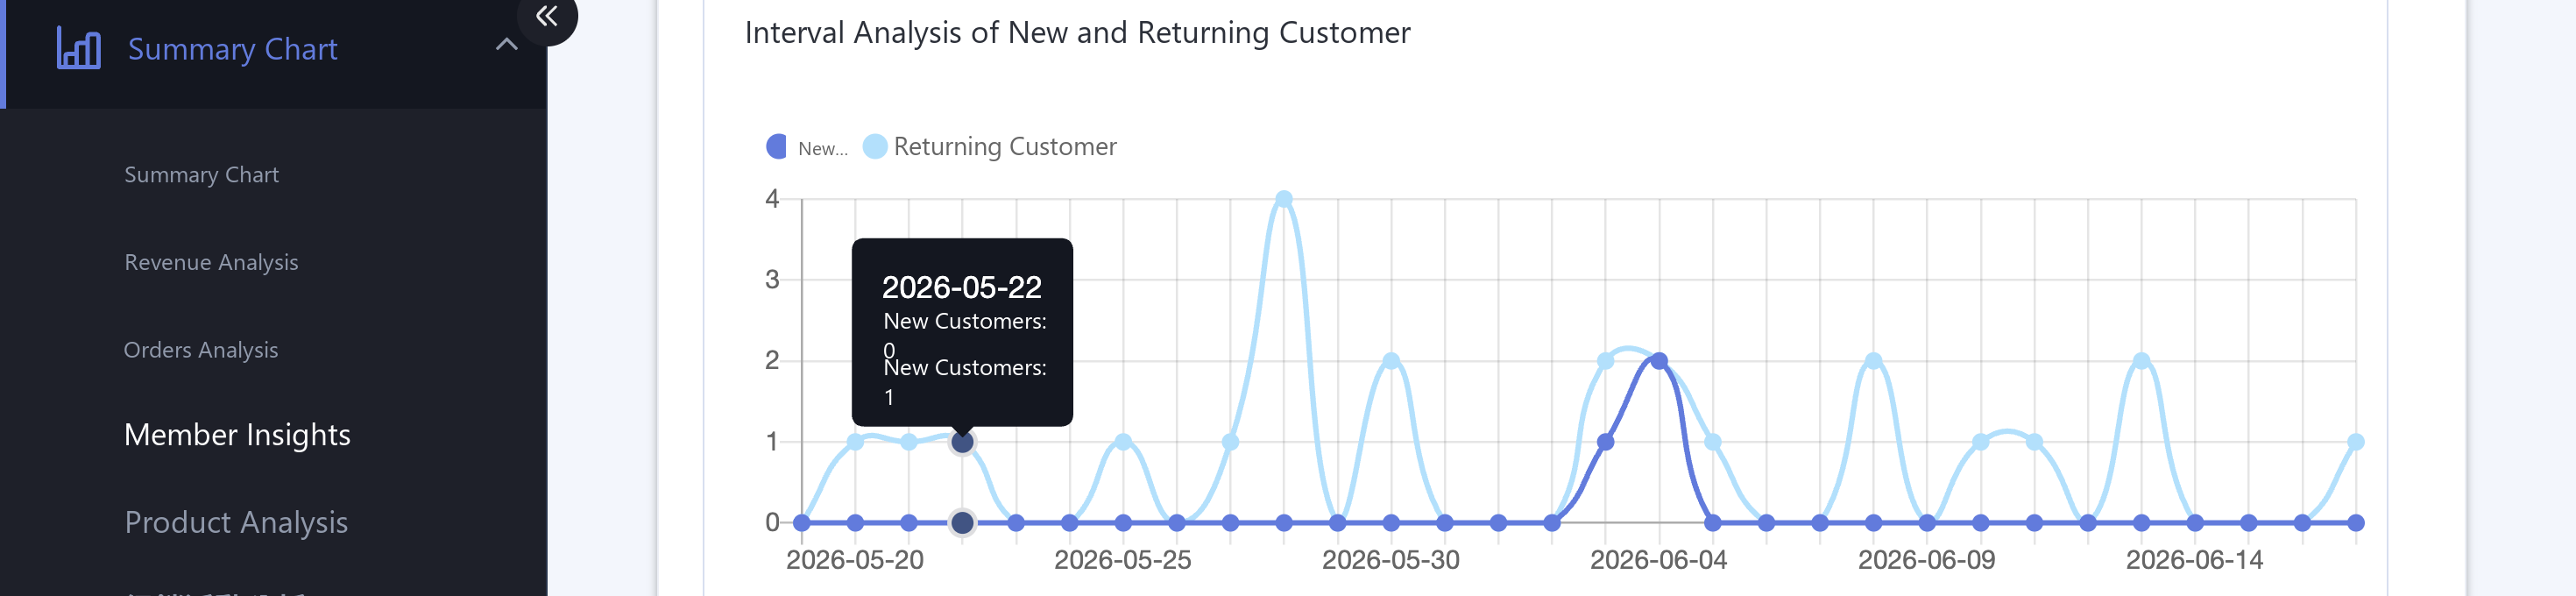 Summary Chart
Summary Chart
Revenue Analysis
Orders Analysis
Member Insights
Product Analysis
Interval Analysis of New and Returning Customer
New... Returning Customer
4
3
2
1
0
2026-05-22
New Customers:
0
New Customers:
1
2026-05-20 2026-05-25 2026-05-30 2026-06-04 2026-06-09 2026-06-14